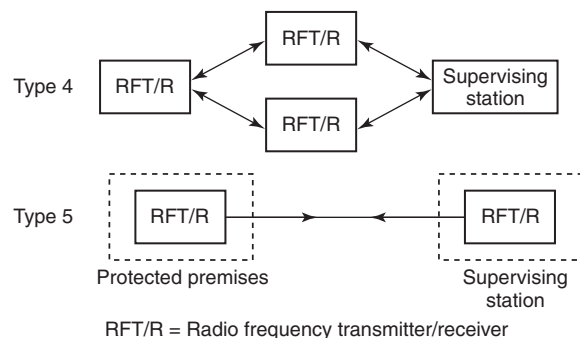 Type 4
RFT/R
RFT/R
RFT/R
Supervising
station
Type 5
RFT/R
RFT/R
Protected premises
Supervising
station
RFT/R = Radio frequency transmitter/receiver